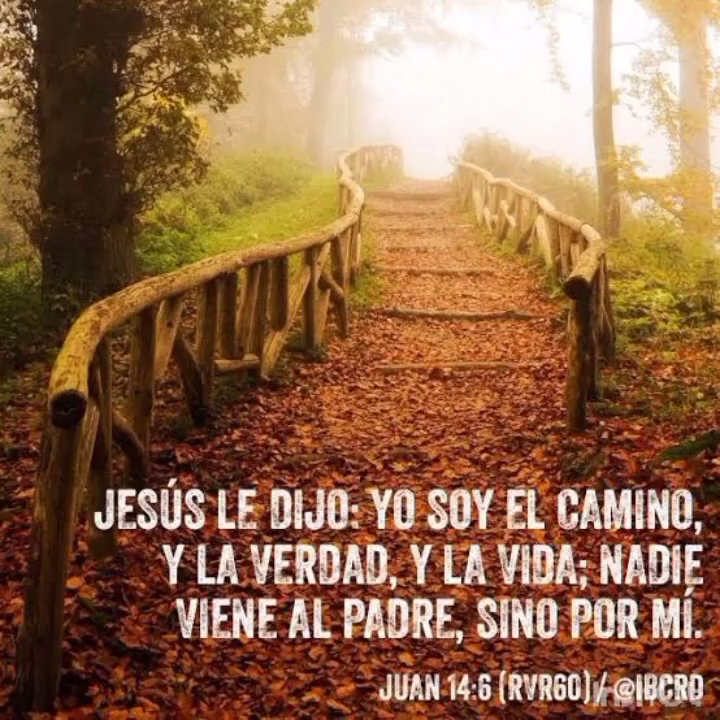 JESÚS LE DIJO: YO SOY EL CAMINO,
Y LA VERDAD, Y LA VIDA; NADIE
VIENE AL PADRE, SINO POR MÍ.
JUAN 14:6 (RVR60) / @IBCRD